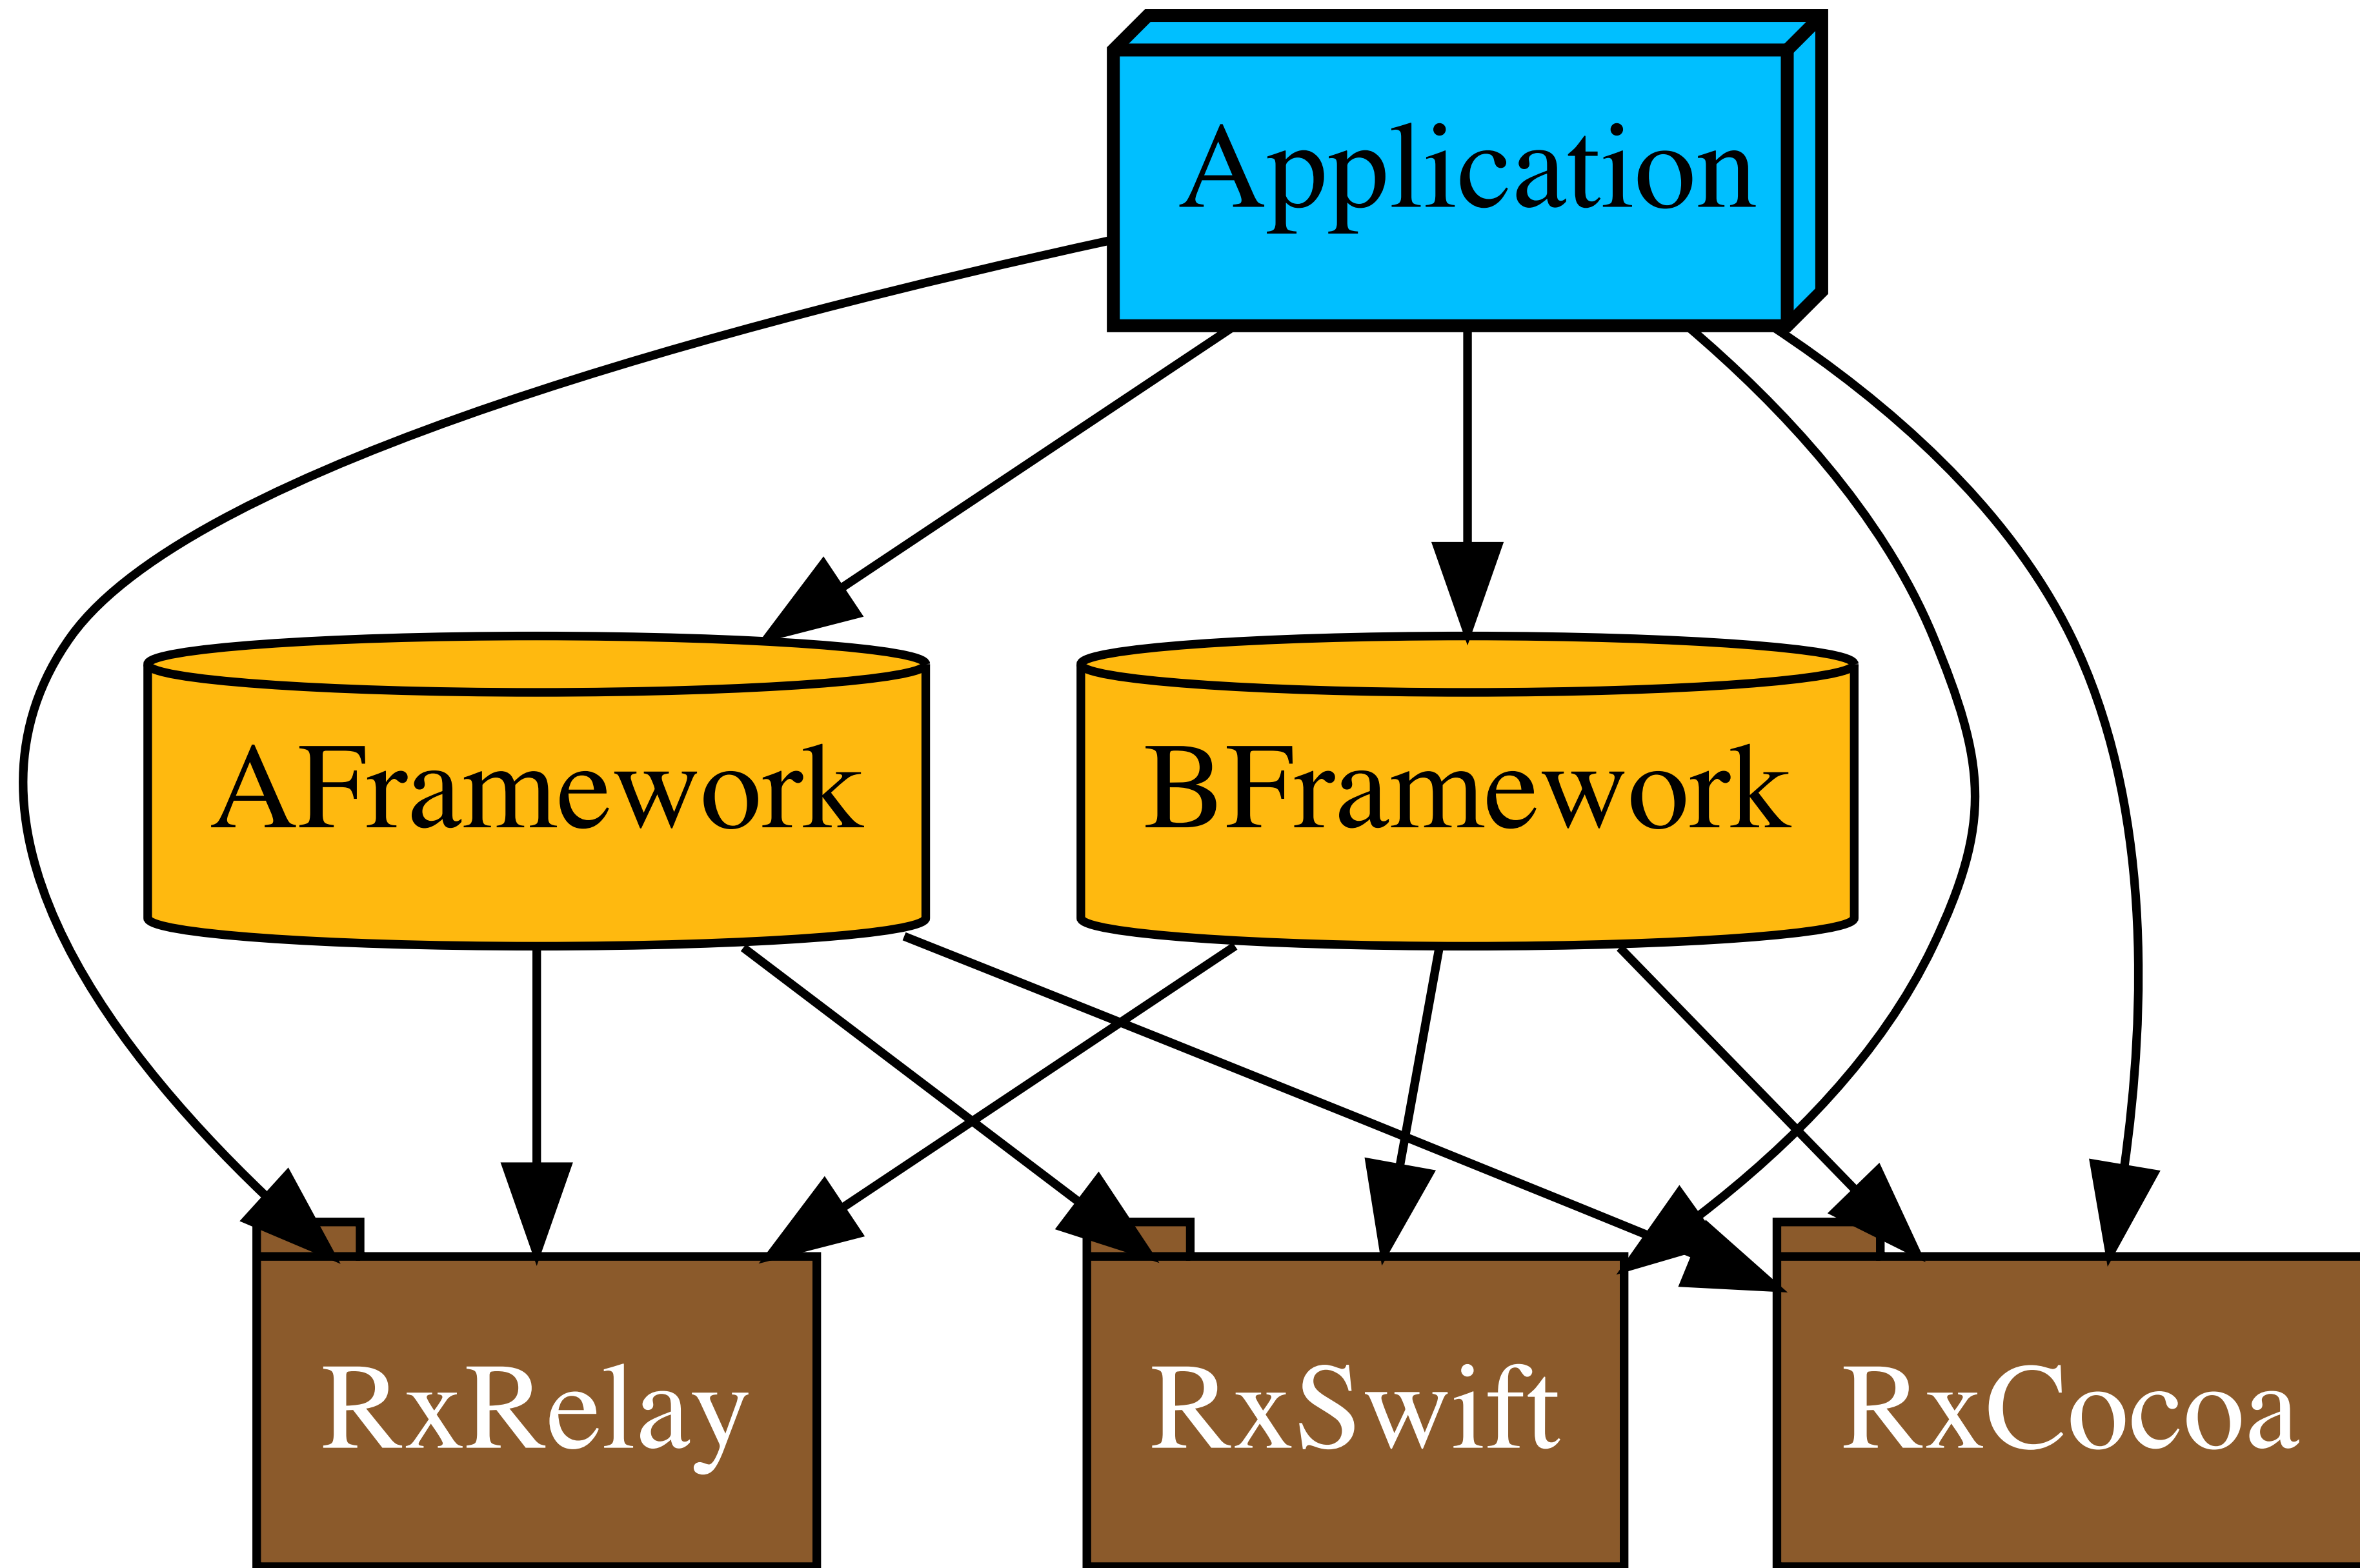 Application
AFramework
BFramework
RxRelay
RxSwift
RxCocoa